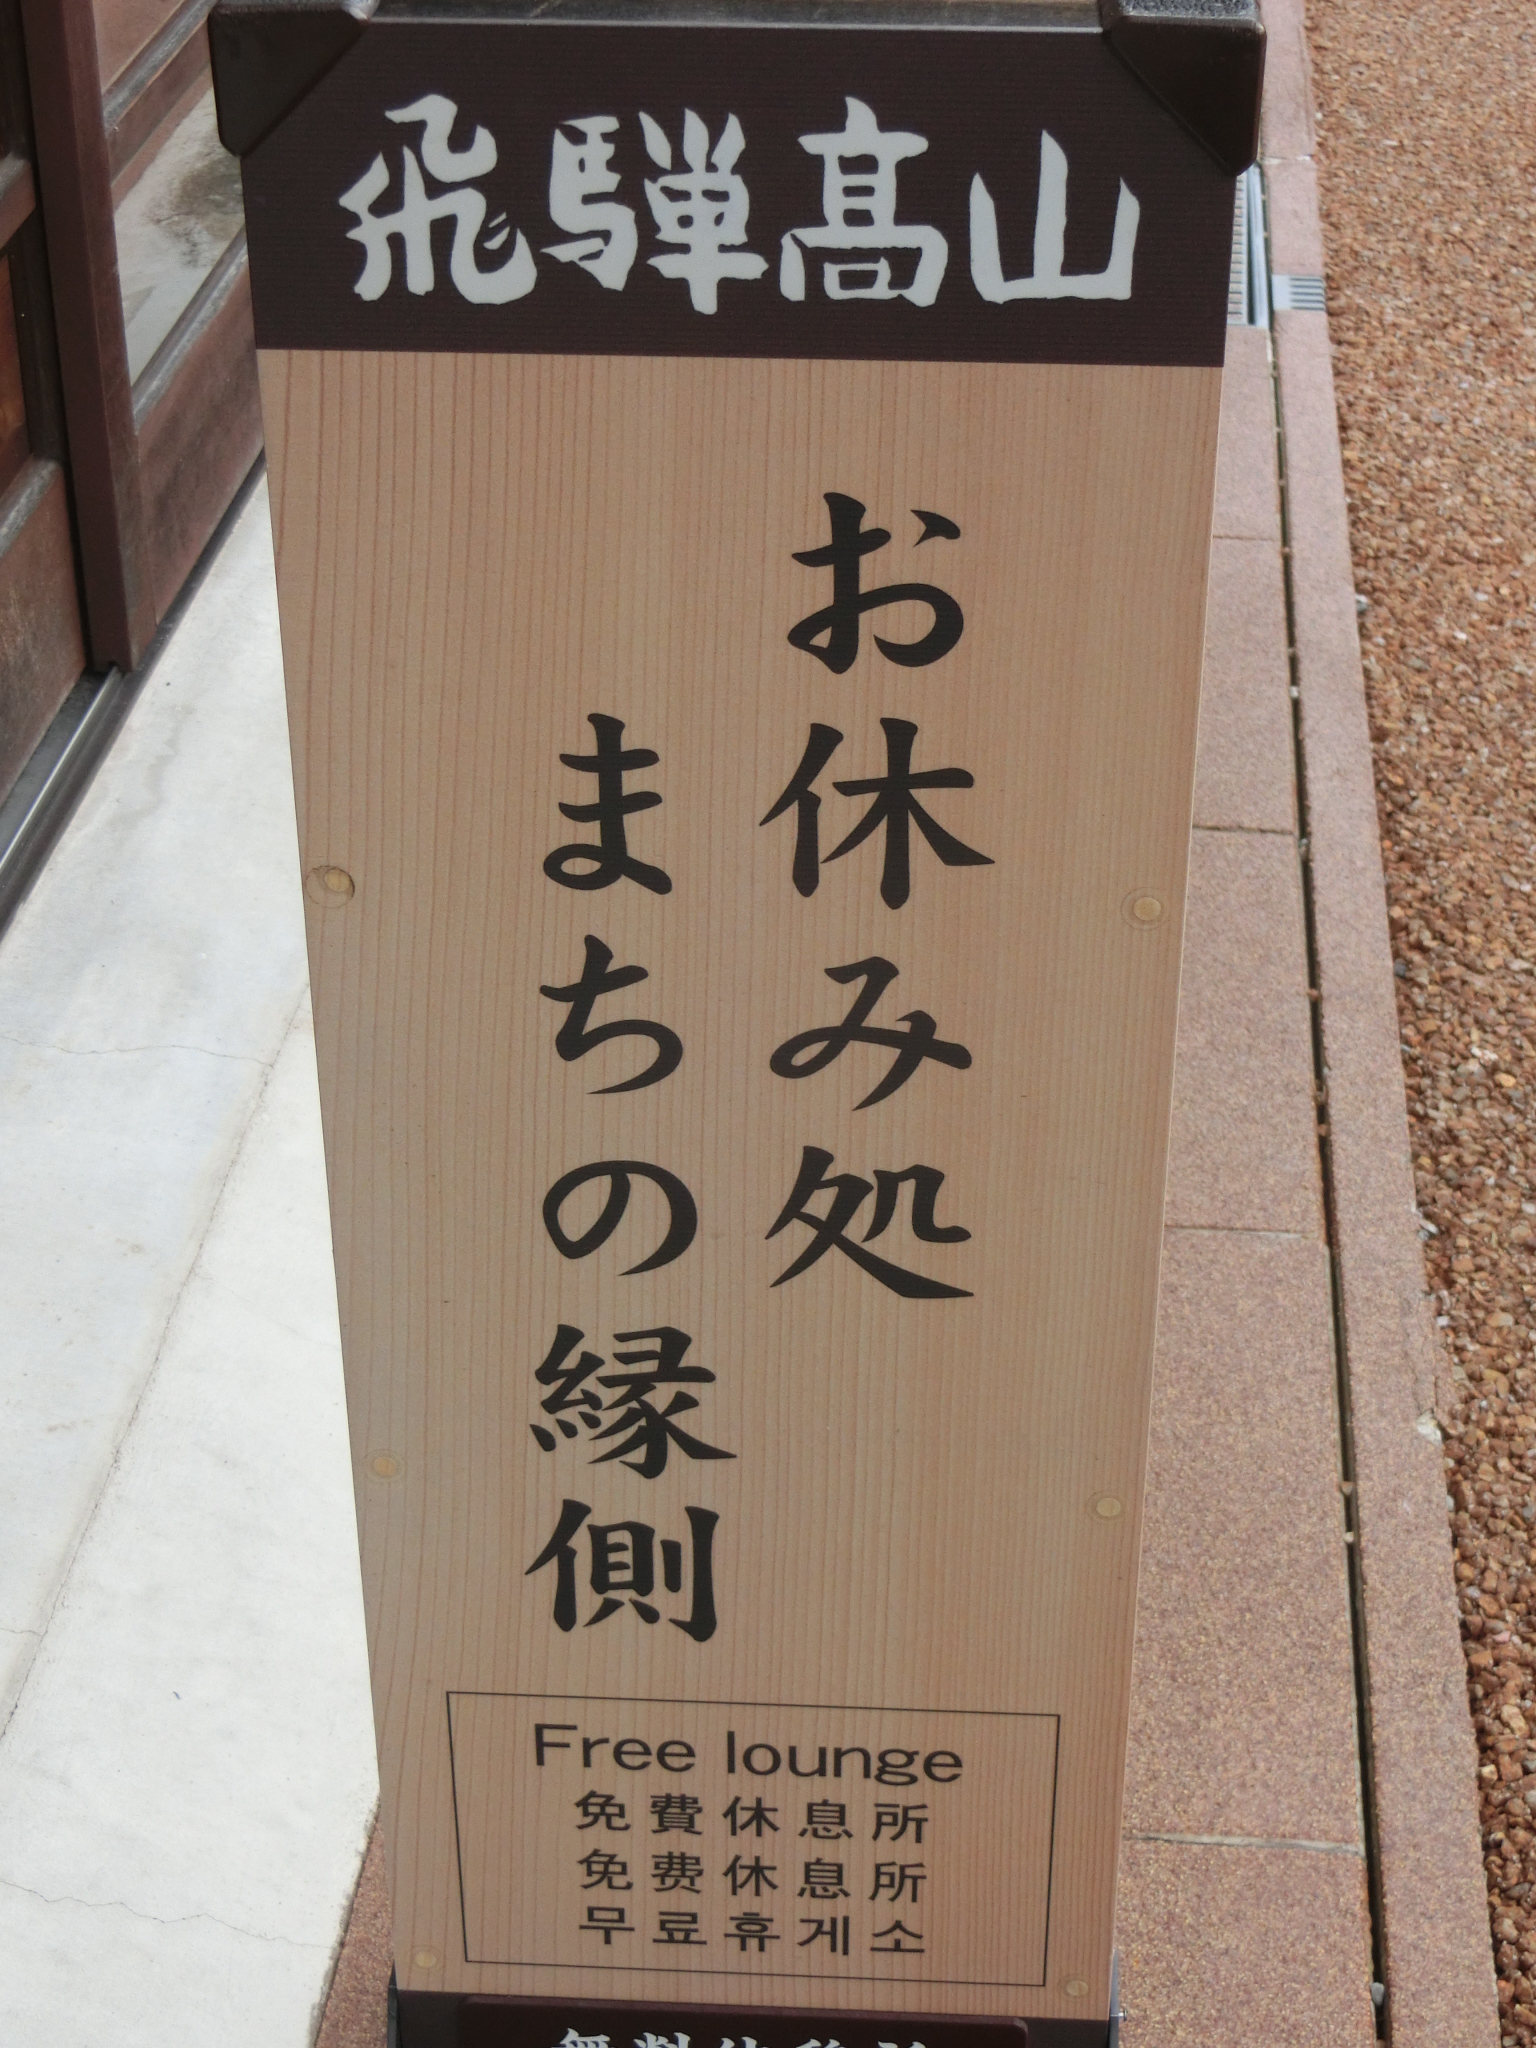 飛騨高山
お休み処
まちの縁側
Free lounge
免費休息所
免费休息所
무료휴게소